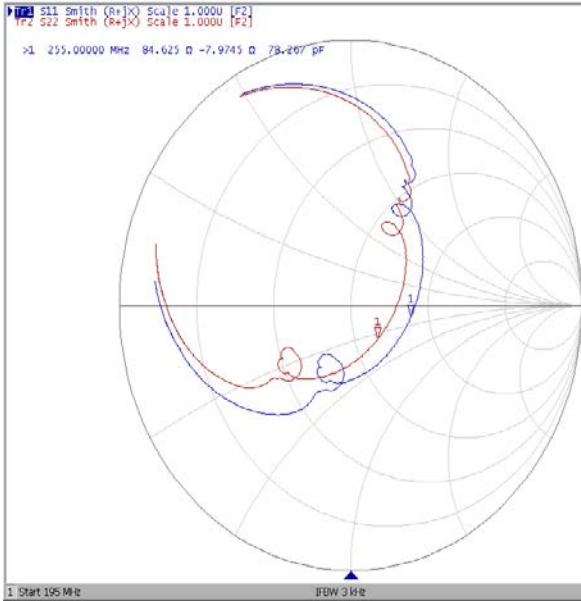 Tr1 S11 Smith (R+jX) Scale 1.000U [F2]
Tr2 S22 Smith (R+jX) Scale 1.000U [F2]
>1 255.00000 MHz 84.625 Ω -7.9745 Ω 78.267 pF
1
1
1 Start 195 MHz IFBW 3 kHz